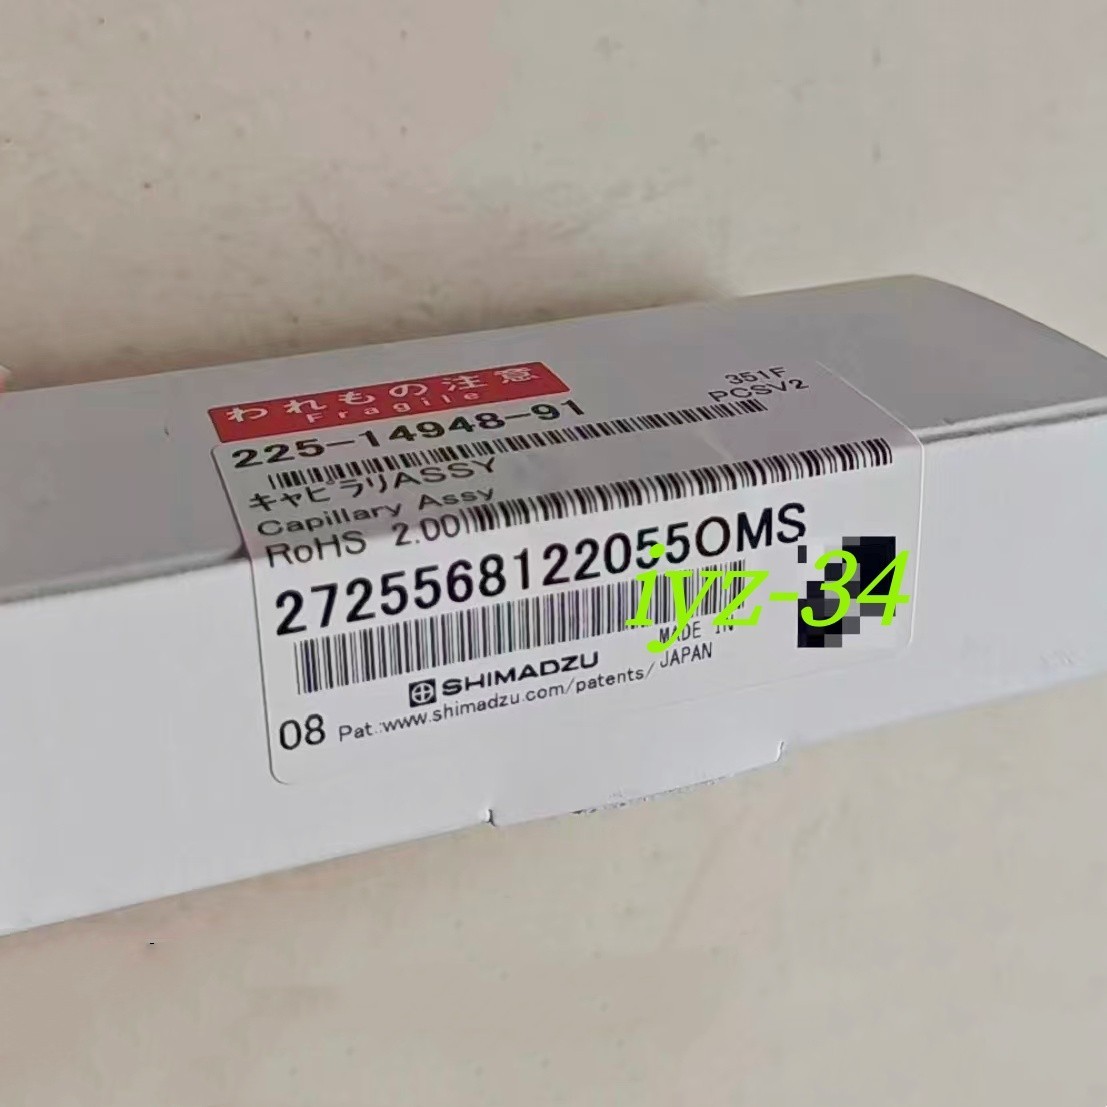 われもの注意
Fragile
225-14948-91
351F
PCSV2
キャピラリASSY
Capillary Assy
RoHS 2.00
2725568122055OMS
iyz-34
SHIMADZU
MADE IN
JAPAN
08 Pat.:www.shimadzu.com/patents/